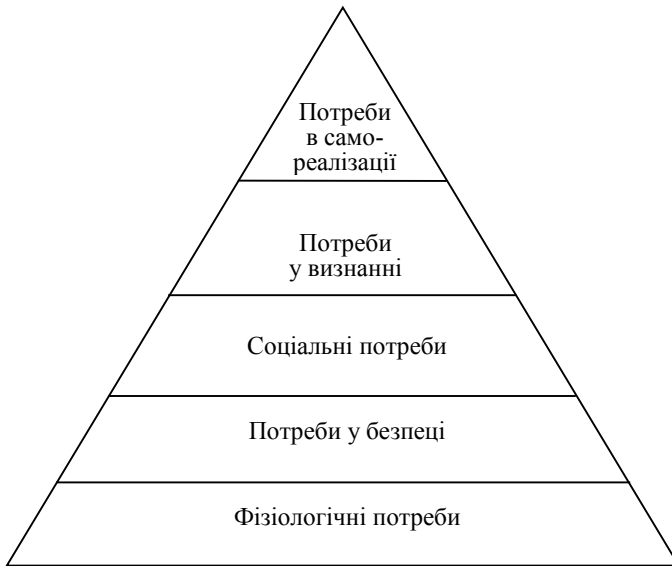 Потреби
в само-
реалізації
Потреби
у визнанні
Соціальні потреби
Потреби у безпеці
Фізіологічні потреби